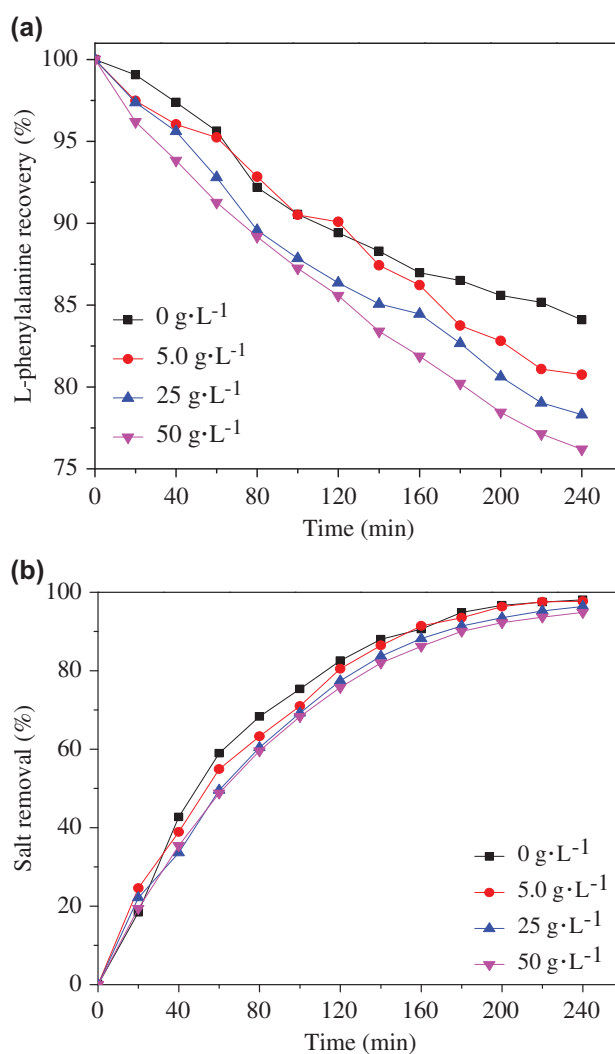 (a)
100
95
90
85
80
75
L-phenylalanine recovery (%)
0 g·L-1
5.0 g·L-1
25 g·L-1
50 g·L-1
0 40 80 120 160 200 240
Time (min)
(b)
100
80
60
40
20
0
Salt removal (%)
0 g·L-1
5.0 g·L-1
25 g·L-1
50 g·L-1
0 40 80 120 160 200 240
Time (min)